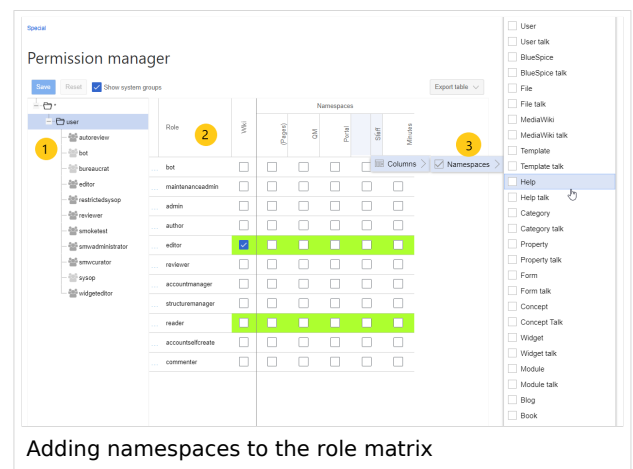 Special
Permission manager
Save Reset Show system groups Export table
*
user
autoreview
bot
bureaucrat
editor
restrictedsysop
reviewer
smoketest
smwadministrator
smwcurator
sysop
widgeteditor
1
Role
2
Wiki
Namespaces
(Pages)
QM
Portal
Staff
Minutes
3
Columns
Namespaces
bot
maintenanceadmin
admin
author
editor
reviewer
accountmanager
structuremanager
reader
accountselfcreate
commenter
User
User talk
BlueSpice
BlueSpice talk
File
File talk
MediaWiki
MediaWiki talk
Template
Template talk
Help
Help talk
Category
Category talk
Property
Property talk
Form
Form talk
Concept
Concept Talk
Widget
Widget talk
Module
Module talk
Blog
Book
Adding namespaces to the role matrix